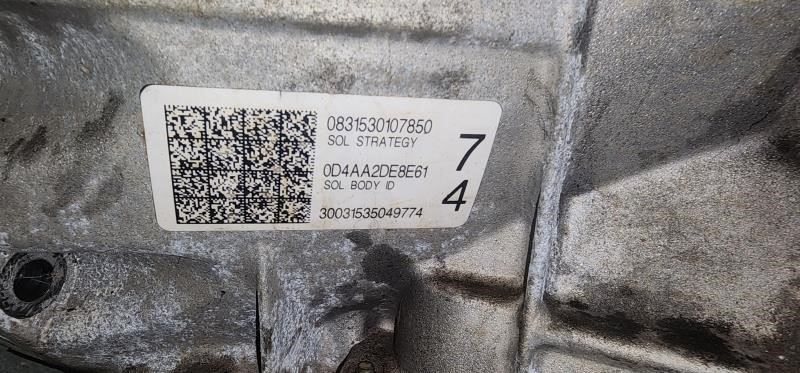 0831530107850
SOL STRATEGY
0D4AA2DE8E61
SOL BODY ID
30031535049774
7
4